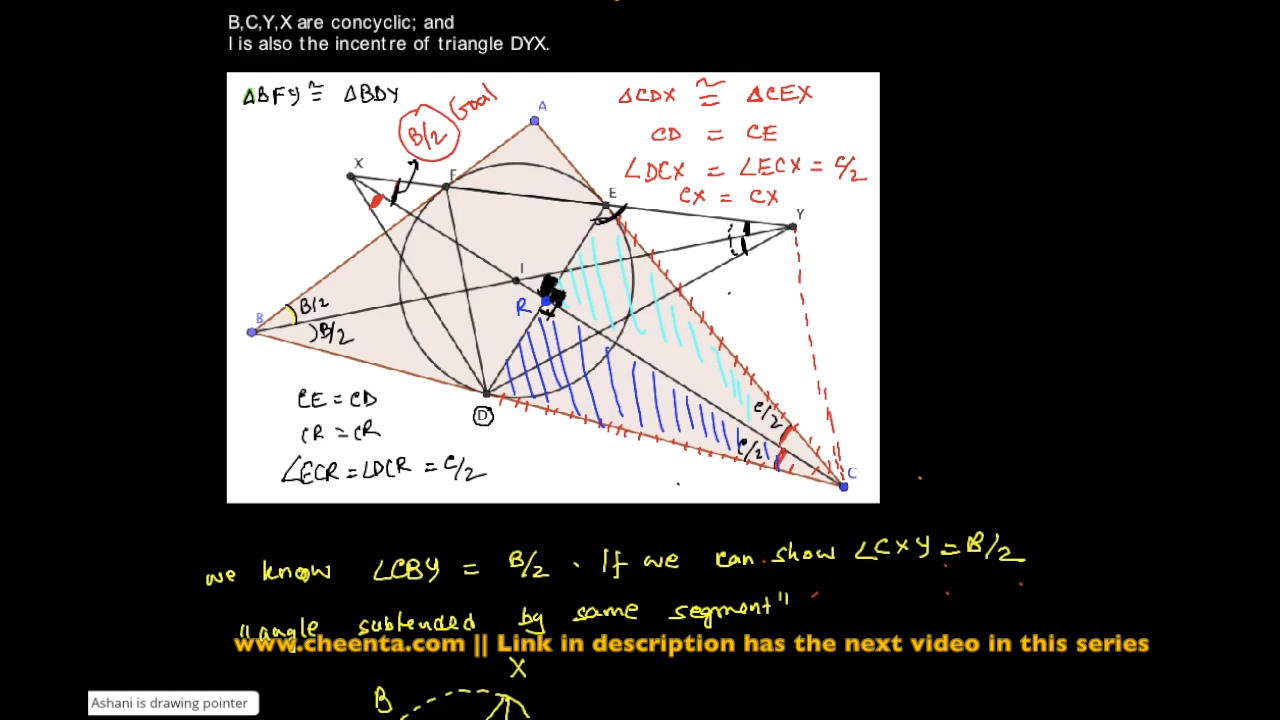 B,C,Y,X are concyclic; and
I is also the incentre of triangle DYX.
ΔBFY ≅ ΔBDY
B/2 Goal
ΔCDX ≅ ΔCEX
CD = CE
∠DCX = ∠ECX = C/2
CX = CX
A
X
F
E
Y
I
R
B
B/2
B/2
D
C/2
C/2
C
CE = CD
CR = CR
∠ECR = ∠DCR = C/2
we know ∠CBY = B/2 . If we can show ∠CXY = B/2
"angle subtended by same segment"
www.cheenta.com || Link in description has the next video in this series
X
B
Ashani is drawing pointer